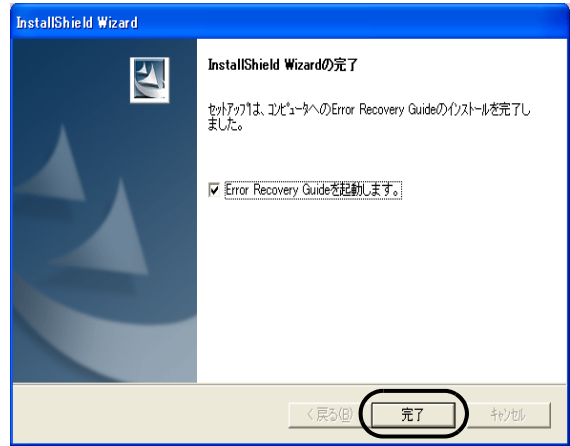 InstallShield Wizard
InstallShield Wizardの完了
ｾｯﾄｱｯﾌﾟは、ｺﾝﾋﾟｭｰﾀへのError Recovery Guideのｲﾝｽﾄｰﾙを完了し
ました。
Error Recovery Guideを起動します。
< 戻る(B)
完了
ｷｬﾝｾﾙ